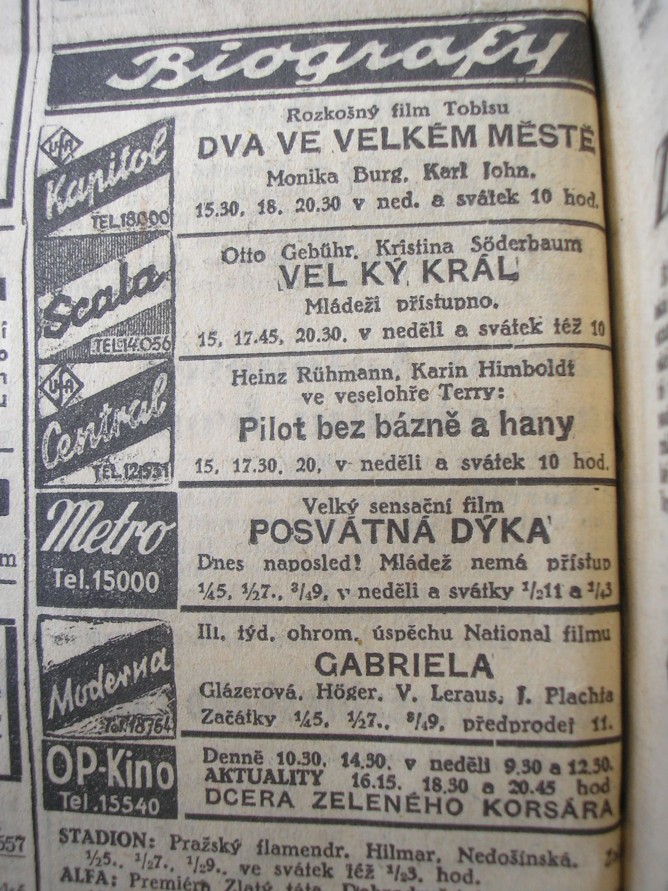 Biografy
UFA
Kapitol
TEL.18000
Rozkošný film Tobisu
DVA VE VELKÉM MĚSTĚ
Monika Burg, Karl John.
15.30, 18, 20.30 v ned. a svátek 10 hod.
Scala
TEL.14056
Otto Gebühr, Kristina Söderbaum
VELKÝ KRÁL
Mládeži přístupno.
15, 17.45, 20.30, v neděli a svátek též 10
UFA
Central
TEL.
Heinz Rühmann, Karin Himboldt
ve veselohře Terry:
Pilot bez bázně a hany
15, 17.30, 20, v neděli a svátek 10 hod.
Metro
Tel.15000
Velký sensační film
POSVÁTNÁ DÝKA
Dnes naposled! Mládež nemá přístup
¼5, ½7., ¾9, v neděli a svátky ½11 a ¼3
Moderna
Tel.18764
III. týd. ohrom. úspěchu National filmu
GABRIELA
Glázerová, Höger, V. Leraus, J. Plachta
Začátky ¼5, ½7., ¾9, předprodej 11.
OP-Kino
Tel.15540
Denně 10.30, 14.30, v neděli 9.30 a 12.30.
AKTUALITY 16.15, 18.30 a 20.45 hod
DCERA ZELENÉHO KORSÁRA
STADION: Pražský flamendr. Hilmar, Nedošínská.
½5., ½7., ½9., ve svátek též ½3. hod.
ALFA: Premiéra Zlatý